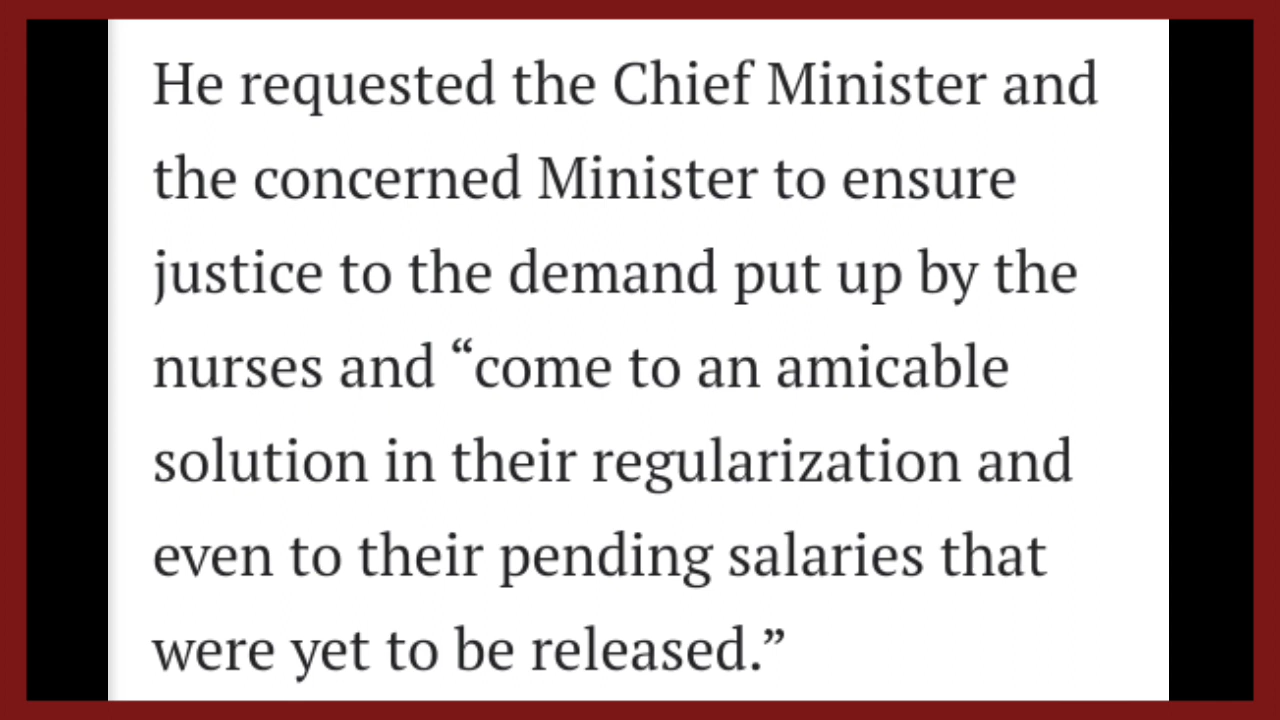 He requested the Chief Minister and
the concerned Minister to ensure
justice to the demand put up by the
nurses and “come to an amicable
solution in their regularization and
even to their pending salaries that
were yet to be released.”